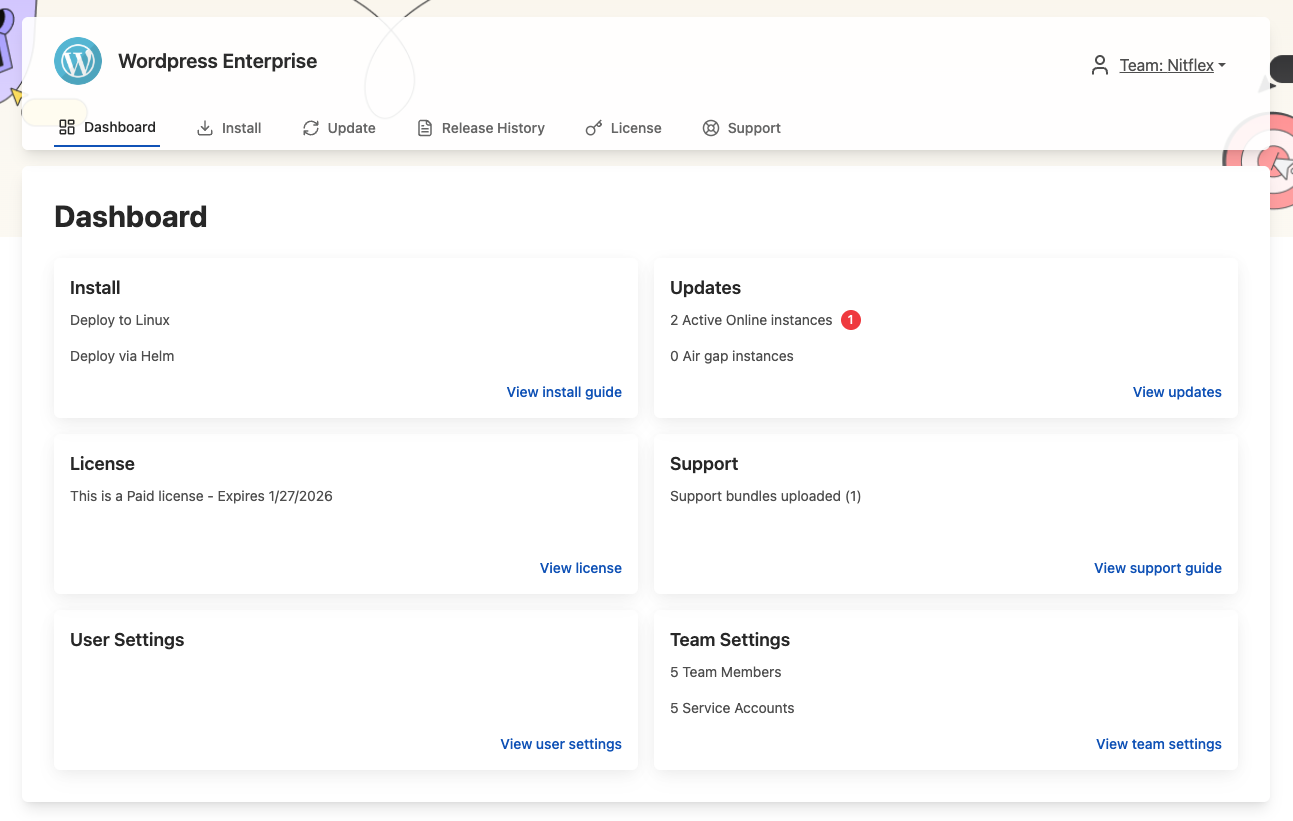 Wordpress Enterprise
Team: Nitflex
Dashboard
Install
Update
Release History
License
Support
Dashboard
Install
Deploy to Linux
Deploy via Helm
View install guide
Updates
2 Active Online instances 1
0 Air gap instances
View updates
License
This is a Paid license - Expires 1/27/2026
View license
Support
Support bundles uploaded (1)
View support guide
User Settings
View user settings
Team Settings
5 Team Members
5 Service Accounts
View team settings